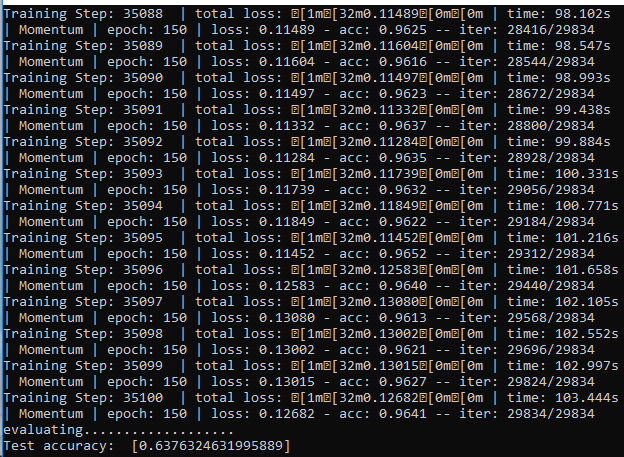 Training Step: 35088  | total loss: [1m[32m0.11489[0m[0m | time: 98.102s
| Momentum | epoch: 150 | loss: 0.11489 - acc: 0.9625 -- iter: 28416/29834
Training Step: 35089  | total loss: [1m[32m0.11604[0m[0m | time: 98.547s
| Momentum | epoch: 150 | loss: 0.11604 - acc: 0.9616 -- iter: 28544/29834
Training Step: 35090  | total loss: [1m[32m0.11497[0m[0m | time: 98.993s
| Momentum | epoch: 150 | loss: 0.11497 - acc: 0.9623 -- iter: 28672/29834
Training Step: 35091  | total loss: [1m[32m0.11332[0m[0m | time: 99.438s
| Momentum | epoch: 150 | loss: 0.11332 - acc: 0.9637 -- iter: 28800/29834
Training Step: 35092  | total loss: [1m[32m0.11284[0m[0m | time: 99.884s
| Momentum | epoch: 150 | loss: 0.11284 - acc: 0.9635 -- iter: 28928/29834
Training Step: 35093  | total loss: [1m[32m0.11739[0m[0m | time: 100.331s
| Momentum | epoch: 150 | loss: 0.11739 - acc: 0.9632 -- iter: 29056/29834
Training Step: 35094  | total loss: [1m[32m0.11849[0m[0m | time: 100.771s
| Momentum | epoch: 150 | loss: 0.11849 - acc: 0.9622 -- iter: 29184/29834
Training Step: 35095  | total loss: [1m[32m0.11452[0m[0m | time: 101.216s
| Momentum | epoch: 150 | loss: 0.11452 - acc: 0.9652 -- iter: 29312/29834
Training Step: 35096  | total loss: [1m[32m0.12583[0m[0m | time: 101.658s
| Momentum | epoch: 150 | loss: 0.12583 - acc: 0.9640 -- iter: 29440/29834
Training Step: 35097  | total loss: [1m[32m0.13080[0m[0m | time: 102.105s
| Momentum | epoch: 150 | loss: 0.13080 - acc: 0.9613 -- iter: 29568/29834
Training Step: 35098  | total loss: [1m[32m0.13002[0m[0m | time: 102.552s
| Momentum | epoch: 150 | loss: 0.13002 - acc: 0.9621 -- iter: 29696/29834
Training Step: 35099  | total loss: [1m[32m0.13015[0m[0m | time: 102.997s
| Momentum | epoch: 150 | loss: 0.13015 - acc: 0.9627 -- iter: 29824/29834
Training Step: 35100  | total loss: [1m[32m0.12682[0m[0m | time: 103.444s
| Momentum | epoch: 150 | loss: 0.12682 - acc: 0.9641 -- iter: 29834/29834
evaluating...................
Test accuracy:  [0.6376324631995889]